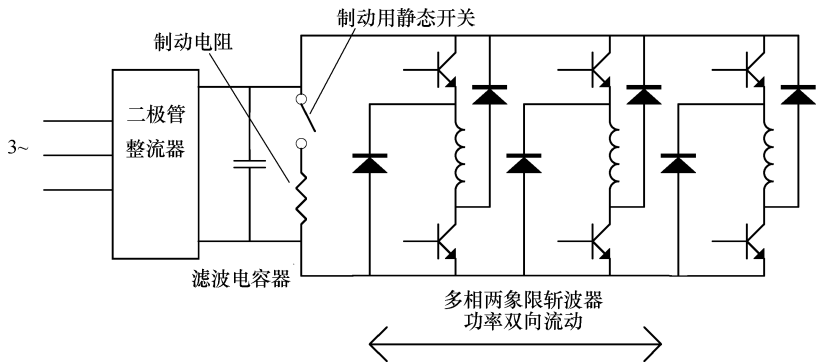 制动用静态开关
制动电阻
二极管
整流器
3~
滤波电容器
多相两象限斩波器
功率双向流动